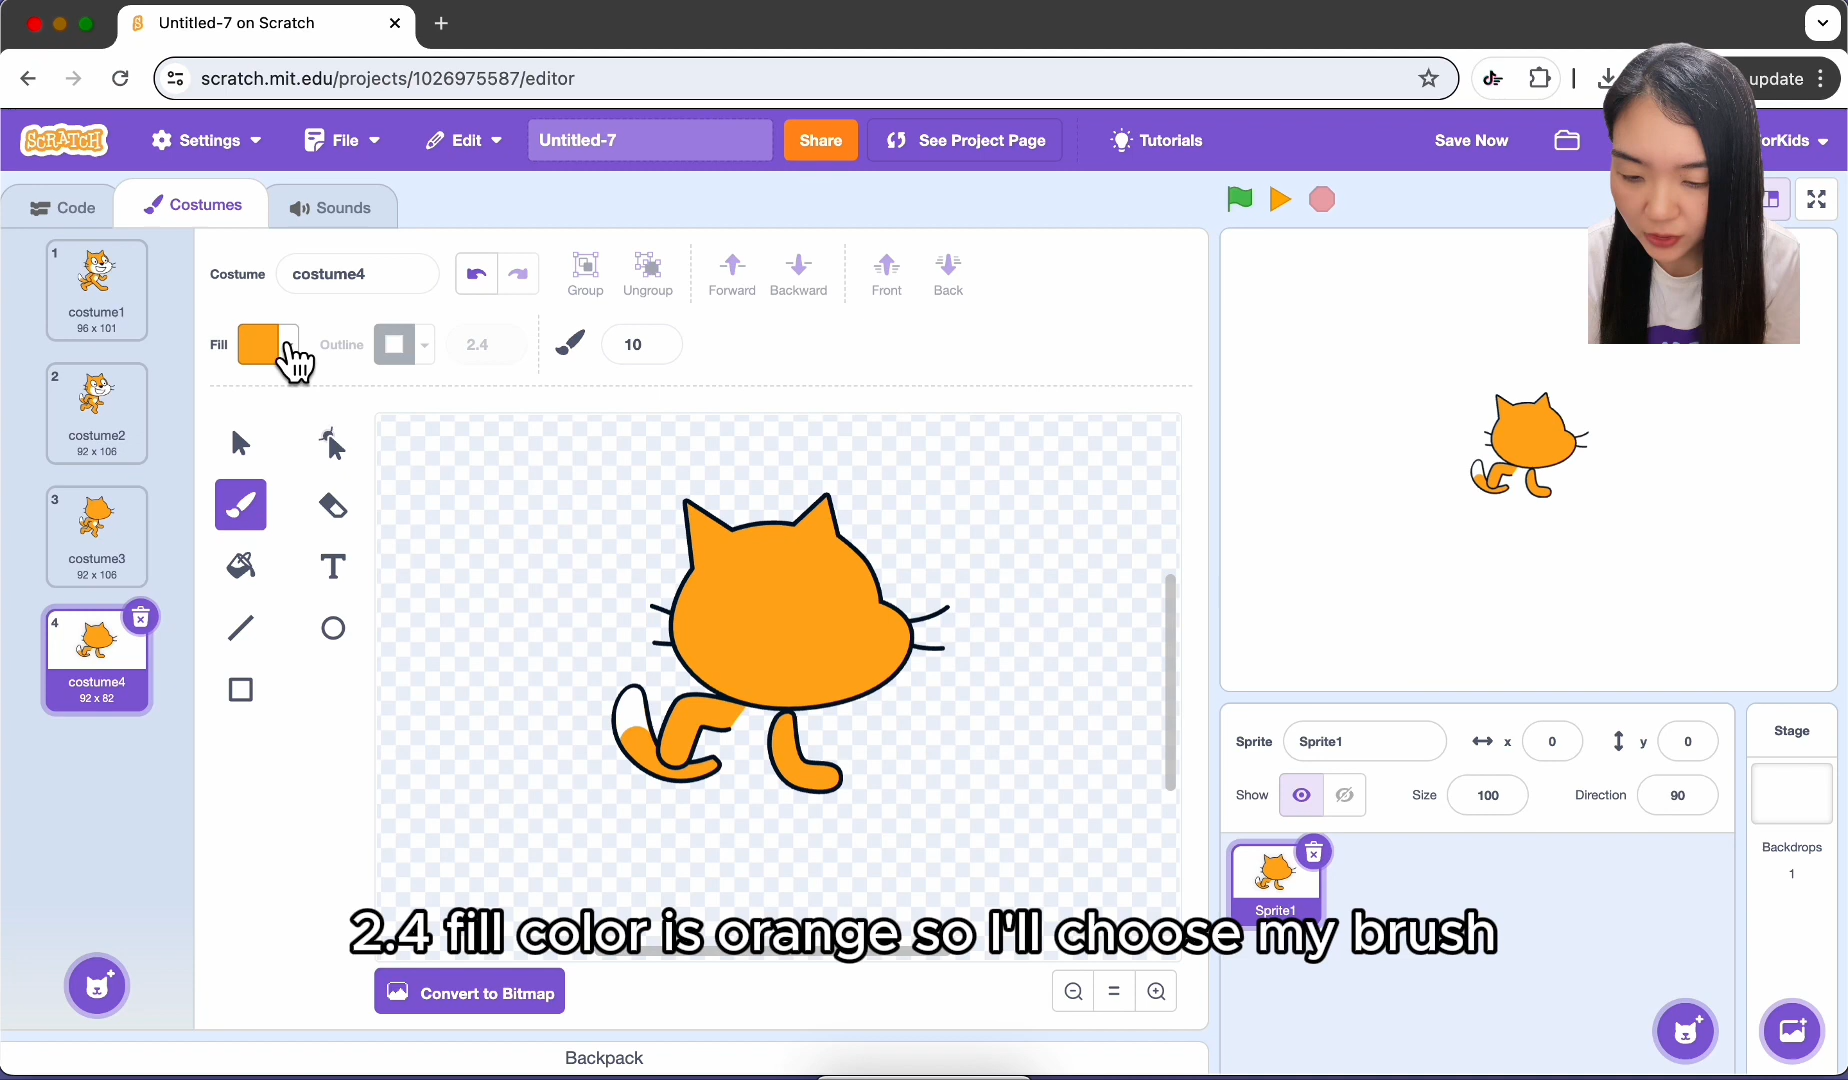 Untitled-7 on Scratch
scratch.mit.edu/projects/1026975587/editor
update
SCRATCH
Settings
File
Edit
Untitled-7
Share
See Project Page
Tutorials
Save Now
orKids
Code
Costumes
Sounds
1
costume1
96 x 101
2
costume2
92 x 106
3
costume3
92 x 106
4
costume4
92 x 82
Costume
costume4
Group
Ungroup
Forward
Backward
Front
Back
Fill
Outline
2.4
10
T
Convert to Bitmap
Backpack
Sprite
Sprite1
x
0
y
0
Show
Size
100
Direction
90
Sprite1
Stage
Backdrops
1
2.4 fill color is orange so I'll choose my brush